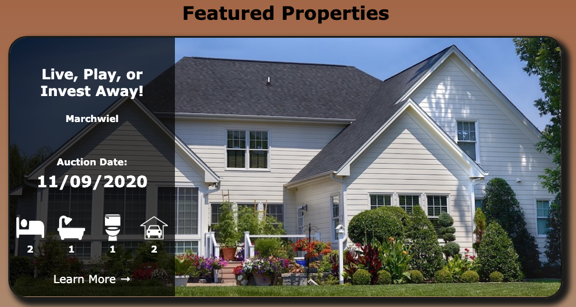 Featured Properties
Live, Play, or
Invest Away!
Marchwiel
Auction Date:
11/09/2020
2 1 1 2
Learn More →